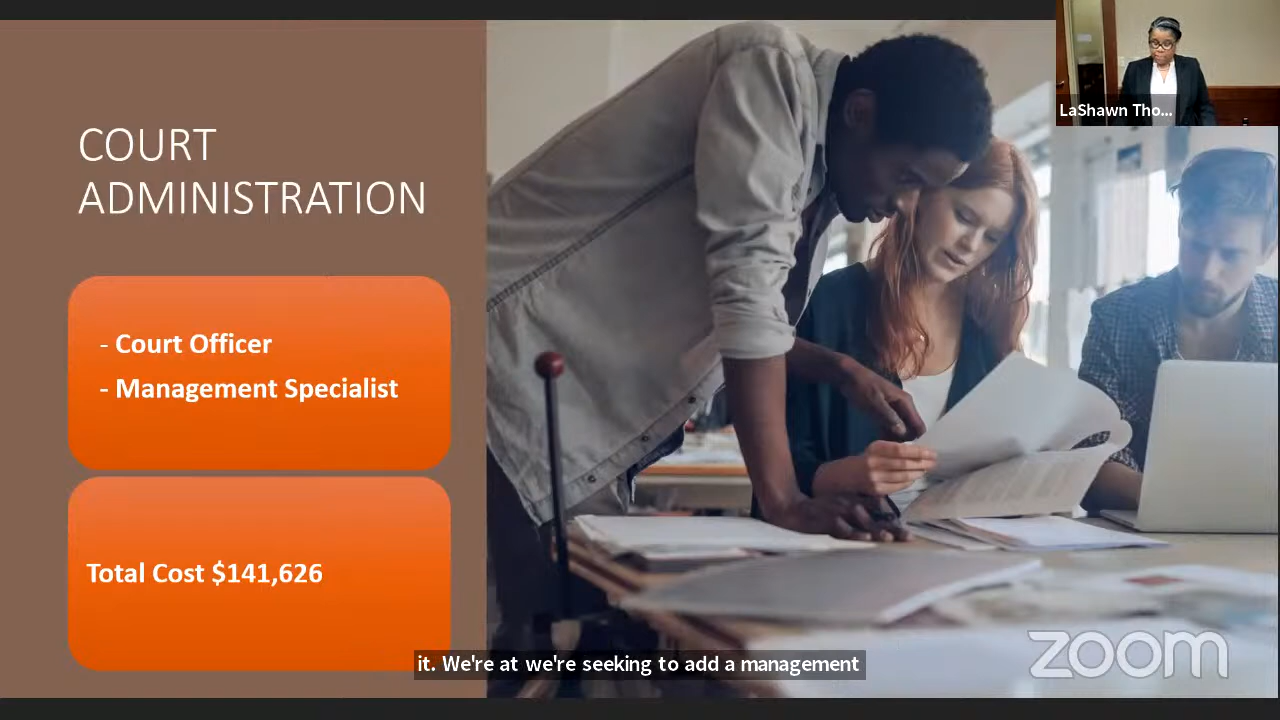 COURT
ADMINISTRATION
- Court Officer
- Management Specialist
Total Cost $141,626
LaShawn Tho...
it. We're at we're seeking to add a management
zoom